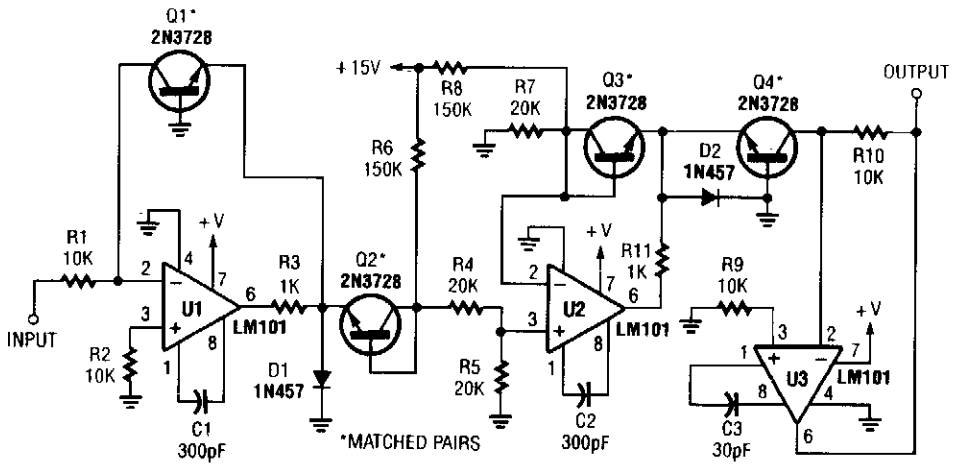 Q1*
2N3728
+ 15V
R8
150K
R7
20K
Q3*
2N3728
Q4*
2N3728
OUTPUT
R6
150K
D2
1N457
R10
10K
R1
10K
4
+ V
7
2
−
3
+
U1
6
LM101
8
1
INPUT
R2
10K
C1
300pF
R3
1K
D1
1N457
Q2*
2N3728
R4
20K
R5
20K
4
+ V
7
2
−
3
+
U2
6
LM101
8
1
C2
300pF
R11
1K
R9
10K
3
2
+ V
7
1
+
−
LM101
U3
8
4
6
C3
30pF
*MATCHED PAIRS